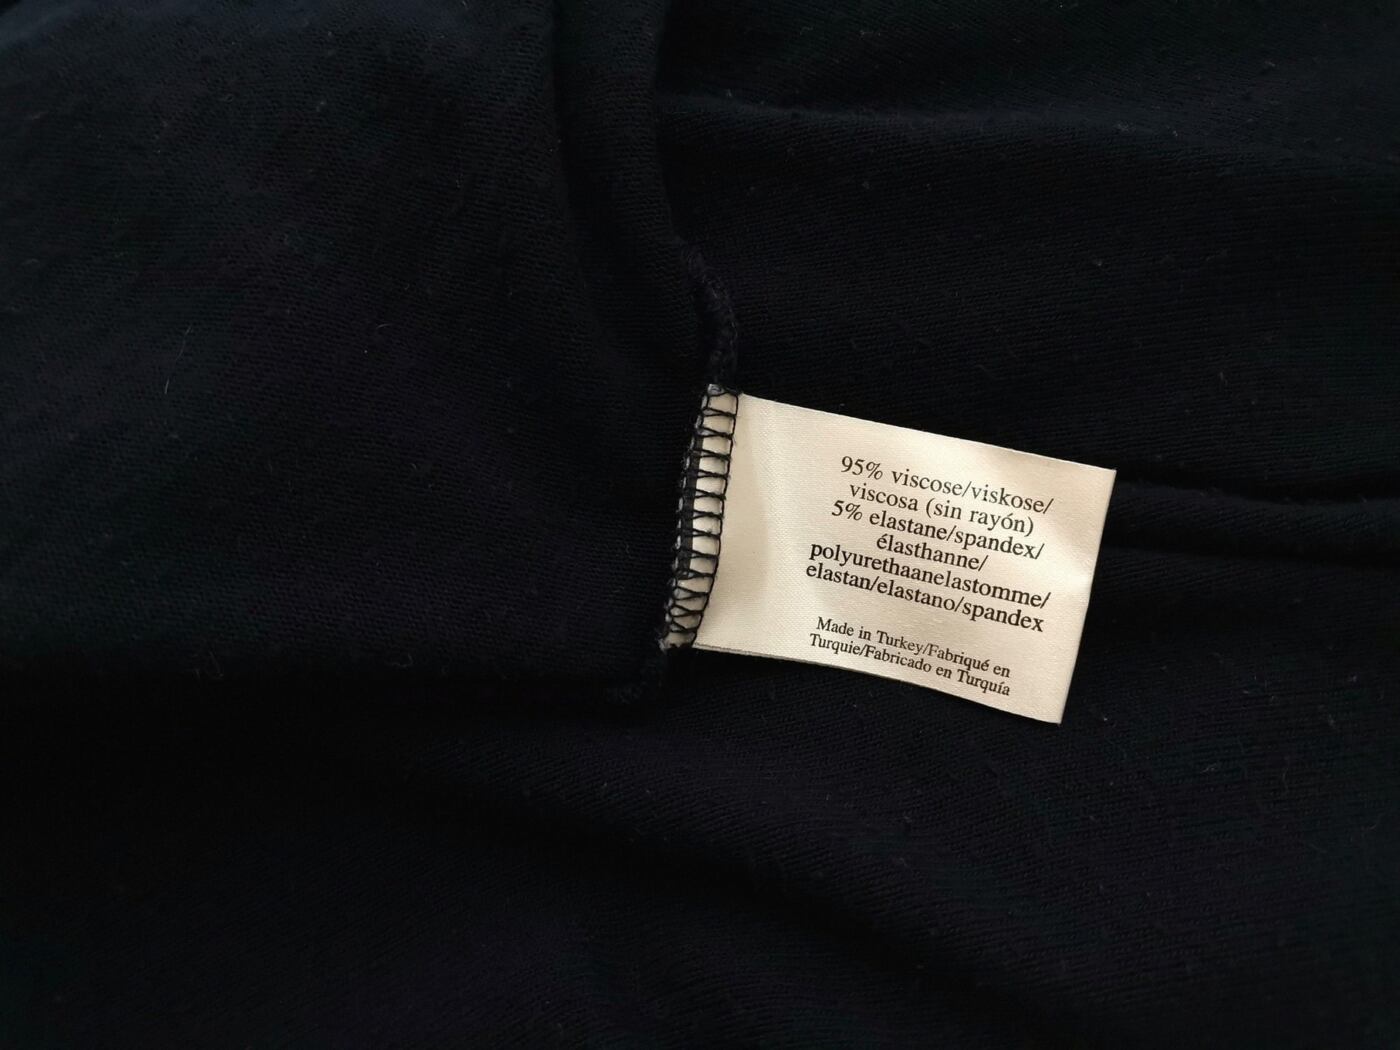 95% viscose/viskose/
viscosa (sin rayón)
5% elastane/spandex/
élasthanne/
polyurethaanelastomme/
elastan/elastano/spandex
Made in Turkey/Fabriqué en
Turquie/Fabricado en Turquía